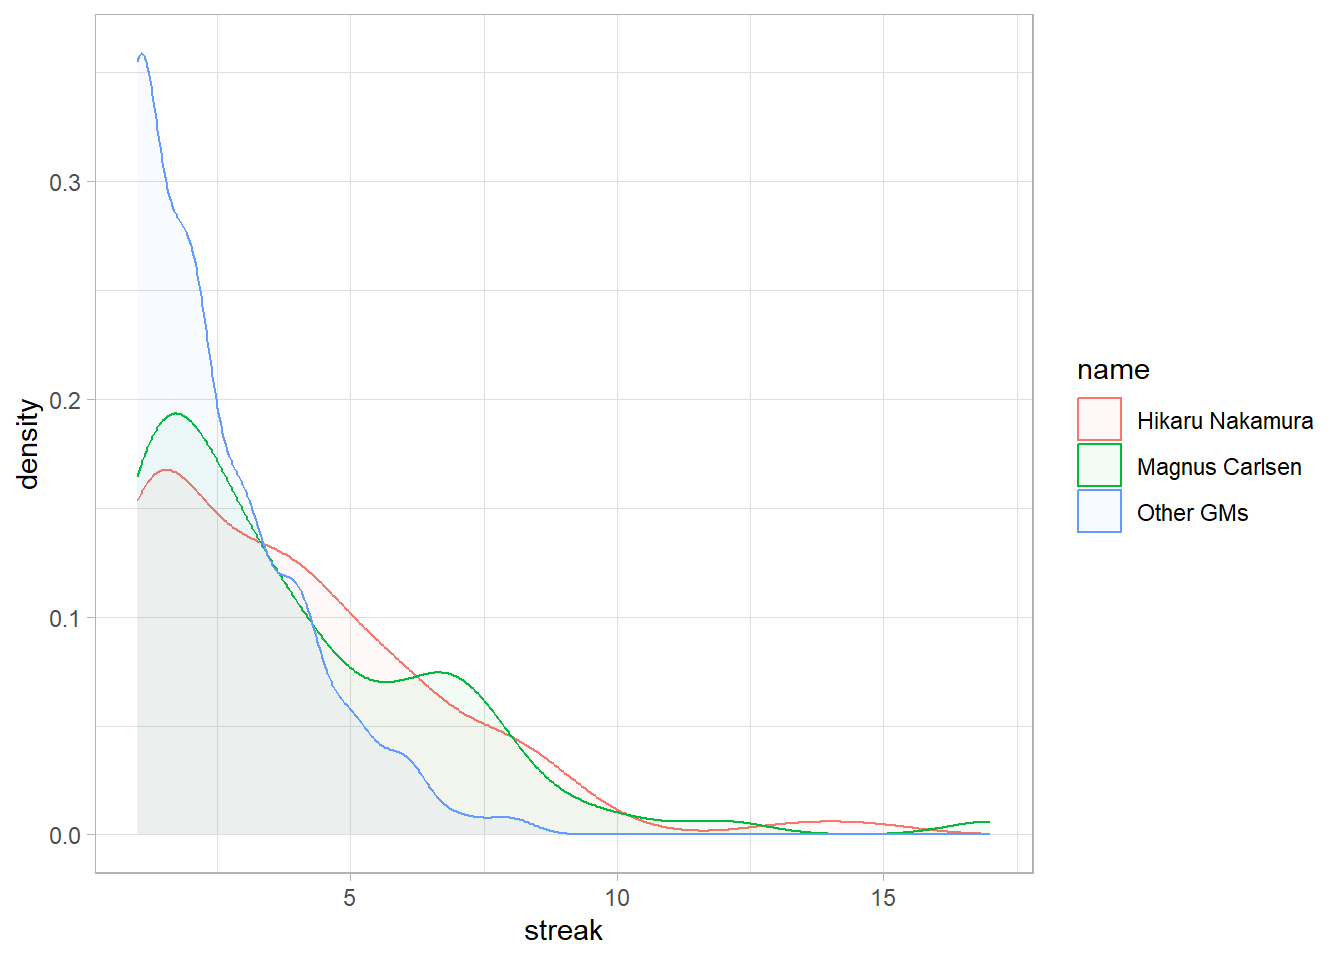 density
0.3
0.2
0.1
0.0
5
10
15
streak
name
Hikaru Nakamura
Magnus Carlsen
Other GMs